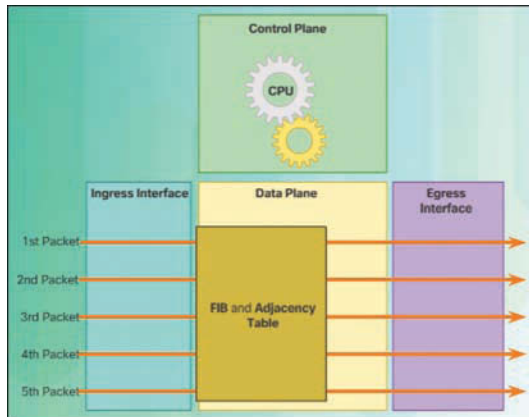 Control Plane
CPU
Ingress Interface
Data Plane
Egress
Interface
1st Packet
2nd Packet
3rd Packet
4th Packet
5th Packet
FIB and Adjacency
Table